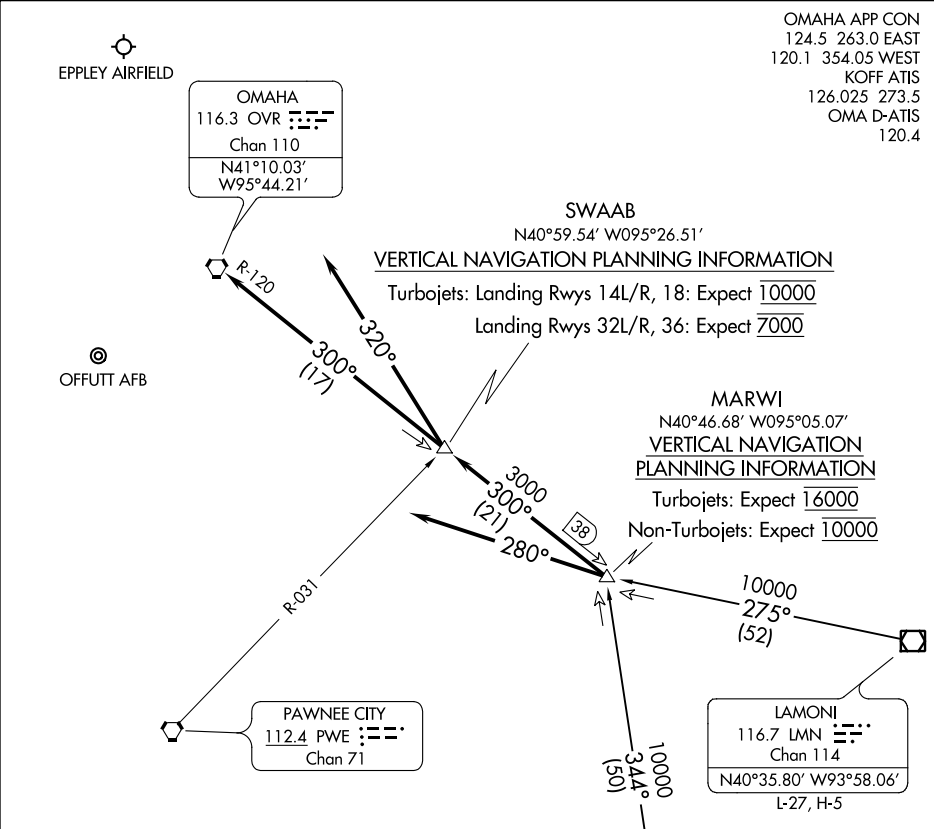 OMAHA APP CON
124.5 263.0 EAST
120.1 354.05 WEST
KOFF ATIS
126.025 273.5
OMA D-ATIS
120.4
EPPLEY AIRFIELD
OMAHA
116.3 OVR
Chan 110
N41°10.03′
W95°44.21′
SWAAB
N40°59.54′ W095°26.51′
VERTICAL NAVIGATION PLANNING INFORMATION
Turbojets: Landing Rwys 14L/R, 18: Expect 10000
Landing Rwys 32L/R, 36: Expect 7000
R-120
320°
300°
(17)
OFFUTT AFB
MARWI
N40°46.68′ W095°05.07′
VERTICAL NAVIGATION
PLANNING INFORMATION
Turbojets: Expect 16000
Non-Turbojets: Expect 10000
3000
300°
(21)
38
280°
10000
275°
(52)
R-031
PAWNEE CITY
112.4 PWE
Chan 71
10000
344°
(50)
LAMONI
116.7 LMN
Chan 114
N40°35.80′ W93°58.06′
L-27, H-5